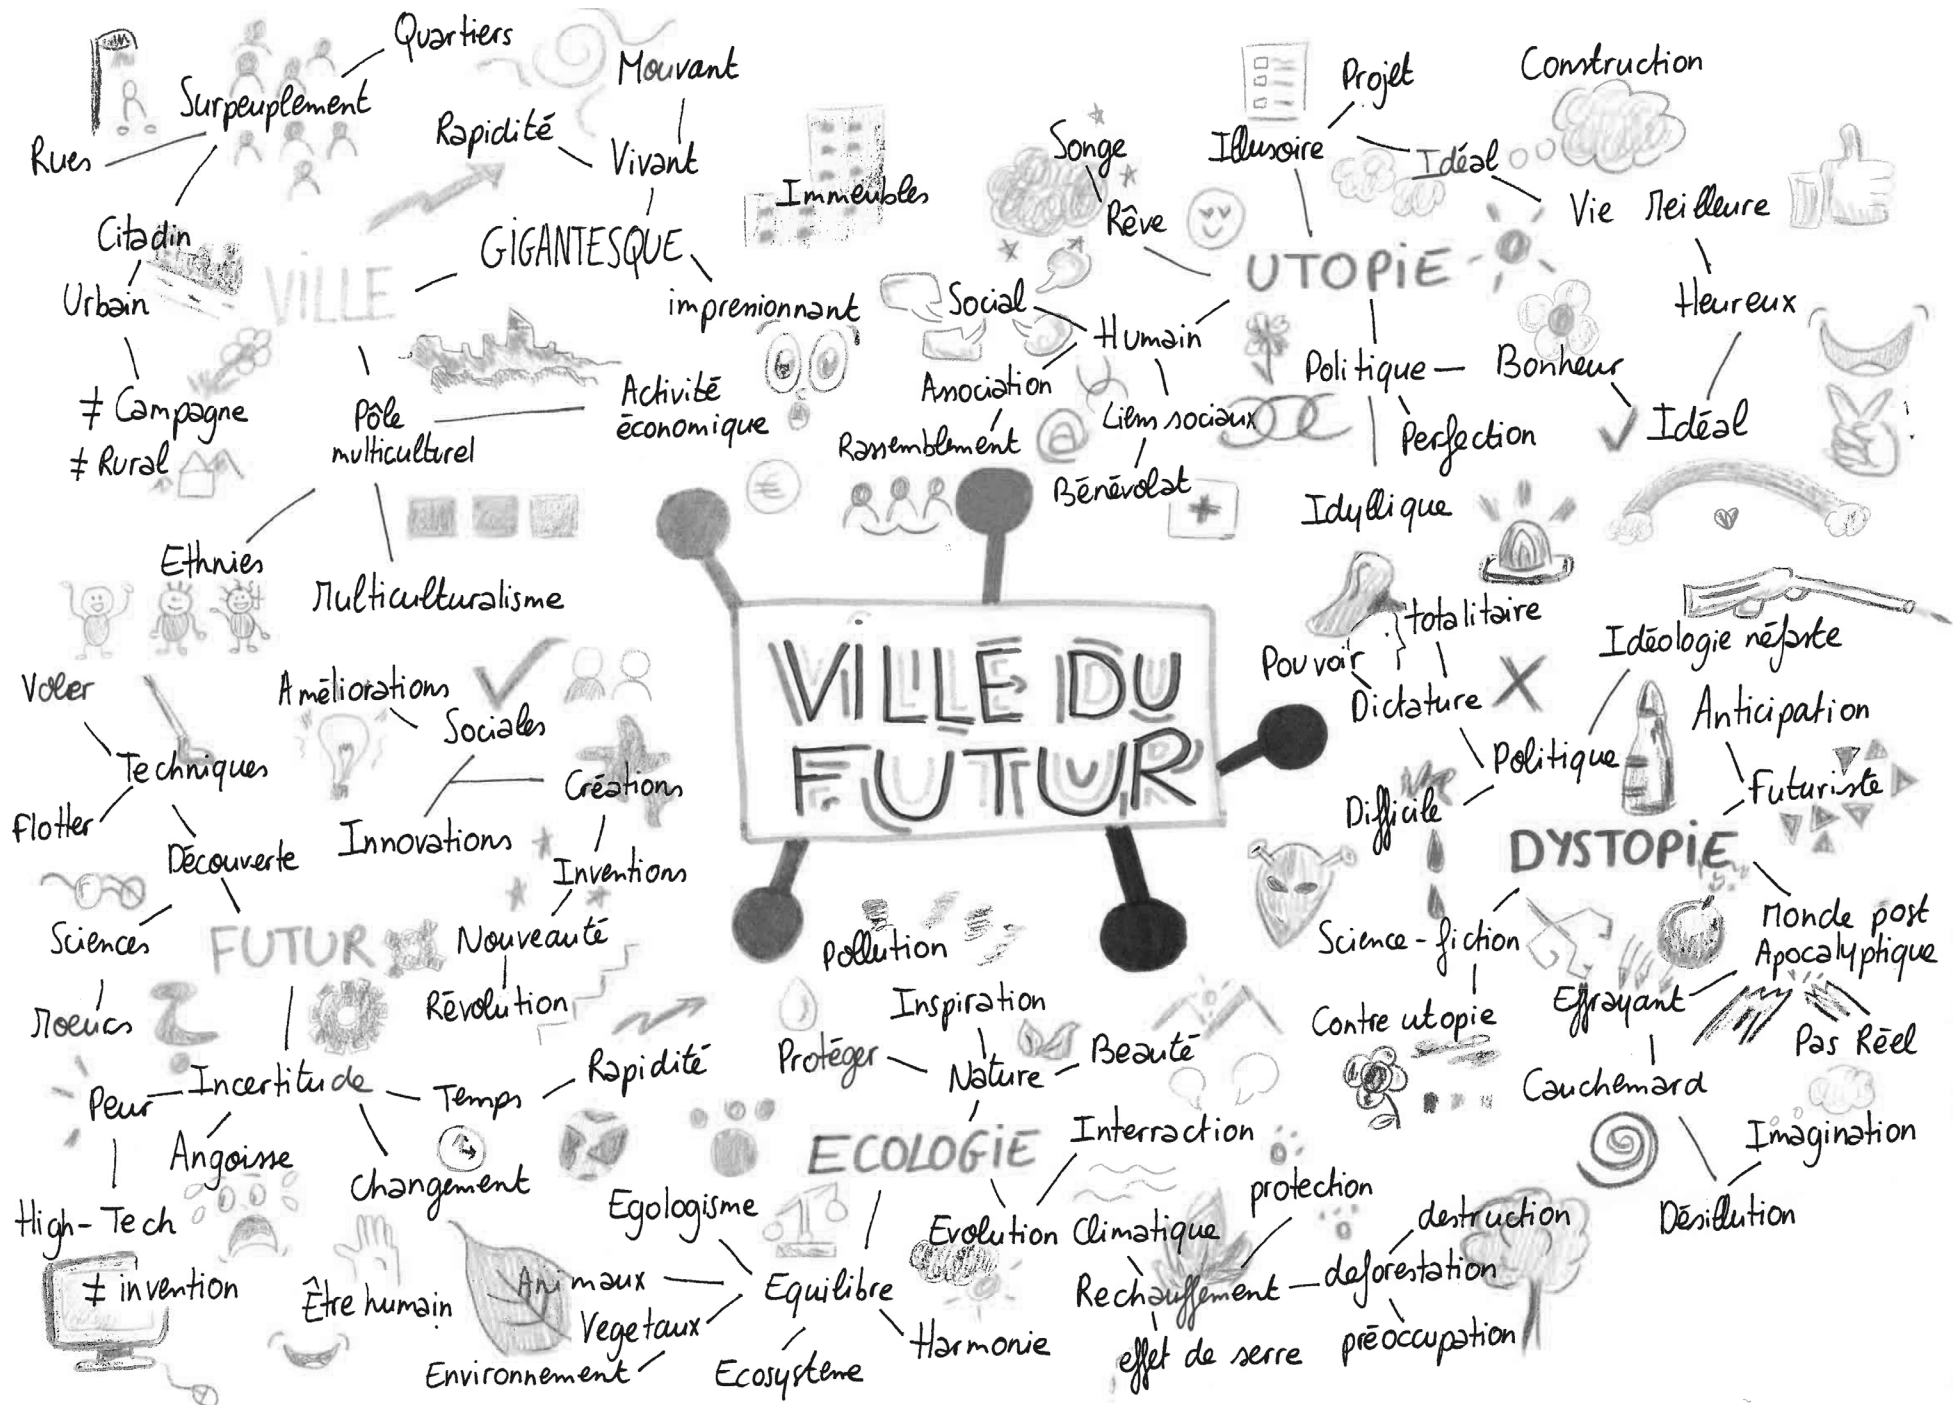 Quartiers
Surpeuplement
Rues
Citadin
Urbain
≠ Campagne
≠ Rural
VILLE
Mouvant
Rapidité
Vivant
GIGANTESQUE
impressionnant
Immeubles
Pôle
multiculturel
Activité
économique
Ethnies
Multiculturalisme
Songe
Rêve
Illusoire
Projet
Construction
Idéal
Vie Meilleure
UTOPIE
Heureux
Social
Humain
Association
Rassemblement
Liens sociaux
Bénévolat
Politique
Bonheur
Idéal
Perfection
Idyllique
VILLE DU
FUTUR
Voler
Techniques
Flotter
Découverte
Améliorations
Sociales
Créations
Innovations
Inventions
Sciences
FUTUR
Nouveauté
Révolution
Moeurs
Incertitude
Peur
Temps
Rapidité
Angoisse
changement
High-Tech
≠ invention
Être humain
totalitaire
Pouvoir
Dictature
Idéologie néfaste
Politique
Difficile
Anticipation
Futuriste
DYSTOPIE
Science-fiction
Contre utopie
Monde post
Apocalyptique
Effrayant
Pas Réel
Cauchemard
Imagination
Désillution
Pollution
Inspiration
Protéger
Nature
Beauté
ECOLOGIE
Interraction
Egologisme
Evolution Climatique
protection
Animaux
Equilibre
Vegetaux
Environnement
Ecosysteme
Harmonie
Rechauffement
destruction
deforestation
effet de serre
préoccupation